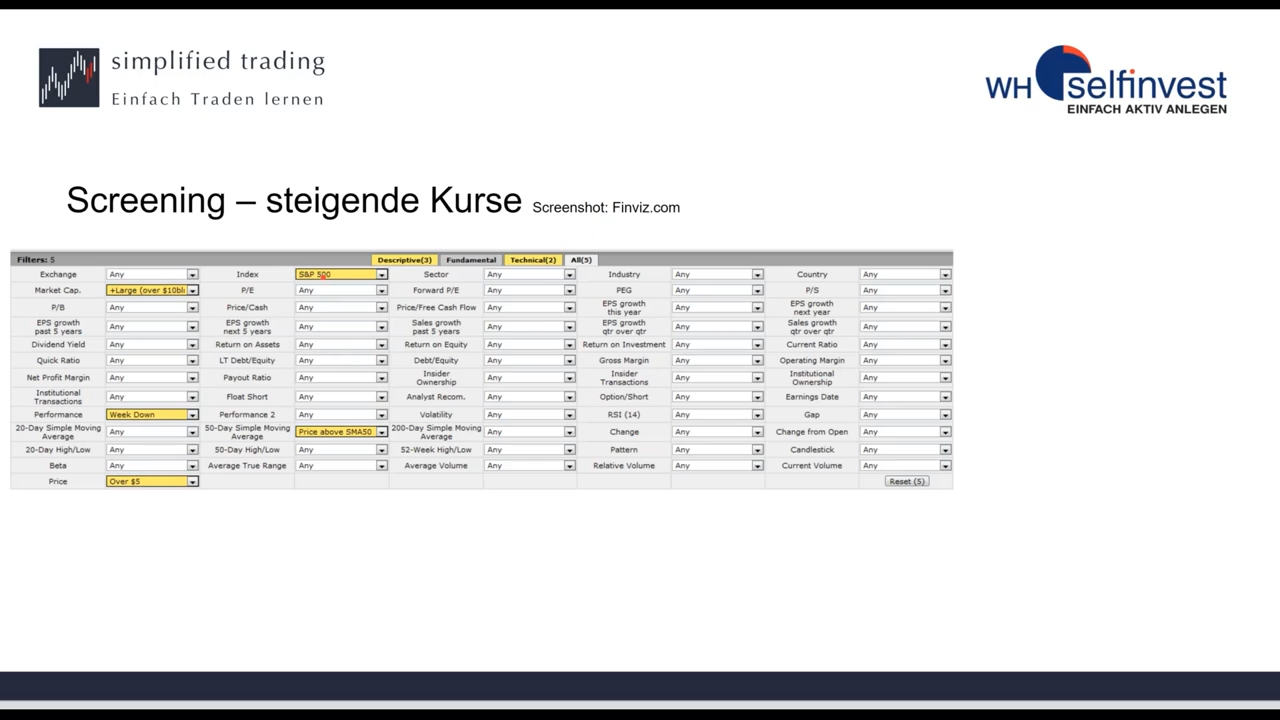 simplified trading
Einfach Traden lernen
WH selfinvest
EINFACH AKTIV ANLEGEN
Screening – steigende Kurse Screenshot: Finviz.com
Filters: 5 Descriptive(3) Fundamental Technical(2) All(5)
Exchange Any Index S&P 500 Sector Any Industry Any Country Any
Market Cap. +Large (over $10bli P/E Any Forward P/E Any PEG Any P/S Any
P/B Any Price/Cash Any Price/Free Cash Flow Any EPS growth this year Any EPS growth next year Any
EPS growth past 5 years Any EPS growth next 5 years Any Sales growth past 5 years Any EPS growth qtr over qtr Any Sales growth qtr over qtr Any
Dividend Yield Any Return on Assets Any Return on Equity Any Return on Investment Any Current Ratio Any
Quick Ratio Any LT Debt/Equity Any Debt/Equity Any Gross Margin Any Operating Margin Any
Net Profit Margin Any Payout Ratio Any Insider Ownership Any Insider Transactions Any Institutional Ownership Any
Institutional Transactions Any Float Short Any Analyst Recom. Any Option/Short Any Earnings Date Any
Performance Week Down Performance 2 Any Volatility Any RSI (14) Any Gap Any
20-Day Simple Moving Average Any 50-Day Simple Moving Average Price above SMA50 200-Day Simple Moving Average Any Change Any Change from Open Any
20-Day High/Low Any 50-Day High/Low Any 52-Week High/Low Any Pattern Any Candlestick Any
Beta Any Average True Range Any Average Volume Any Relative Volume Any Current Volume Any
Price Over $5 Reset (5)